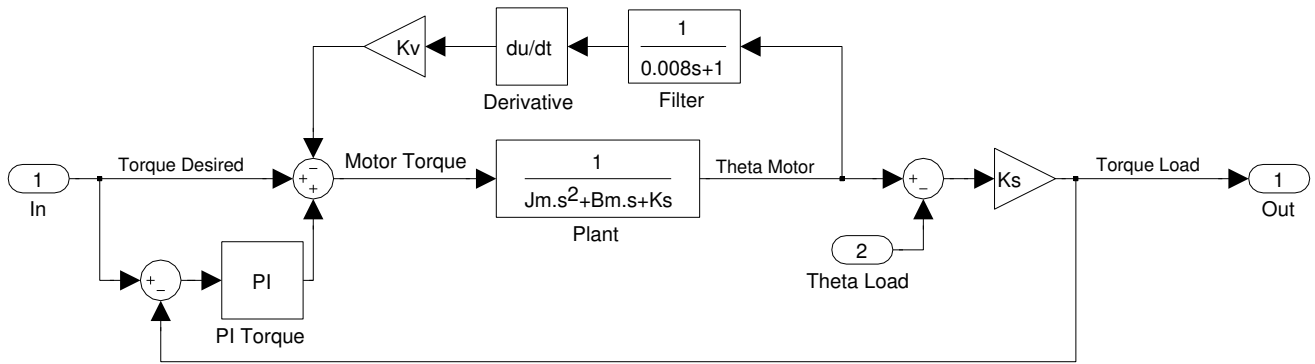 Kv
du/dt
Derivative
1
0.008s+1
Filter
1
In
Torque Desired
+ − +
Motor Torque
1
Jm.s²+Bm.s+Ks
Plant
Theta Motor
+ −
Ks
Torque Load
1
Out
2
Theta Load
+ −
PI
PI Torque